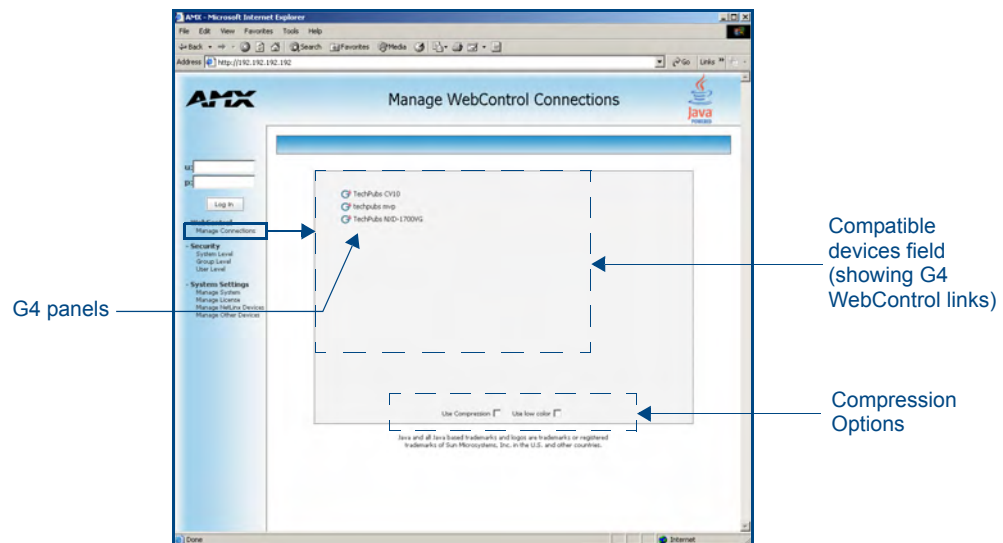 AMX - Microsoft Internet Explorer
File Edit View Favorites Tools Help
Back Search Favorites Media
Address http://192.192.192.192 Go Links »
AMX
Manage WebControl Connections
Java
POWERED
Log In
Manage Connections
- Security
System Level
Group Level
User Level
- System Settings
Manage System
Manage License
Manage NetLinx Devices
Manage Other Devices
TechPubs CV10
techpubs mvp
TechPubs NXD-1700VG
Use Compression Use low color
Java and all Java based trademarks and logos are trademarks or registered
trademarks of Sun Microsystems, Inc. in the U.S. and other countries.
Done Internet
G4 panels
Compatible
devices field
(showing G4
WebControl links)
Compression
Options